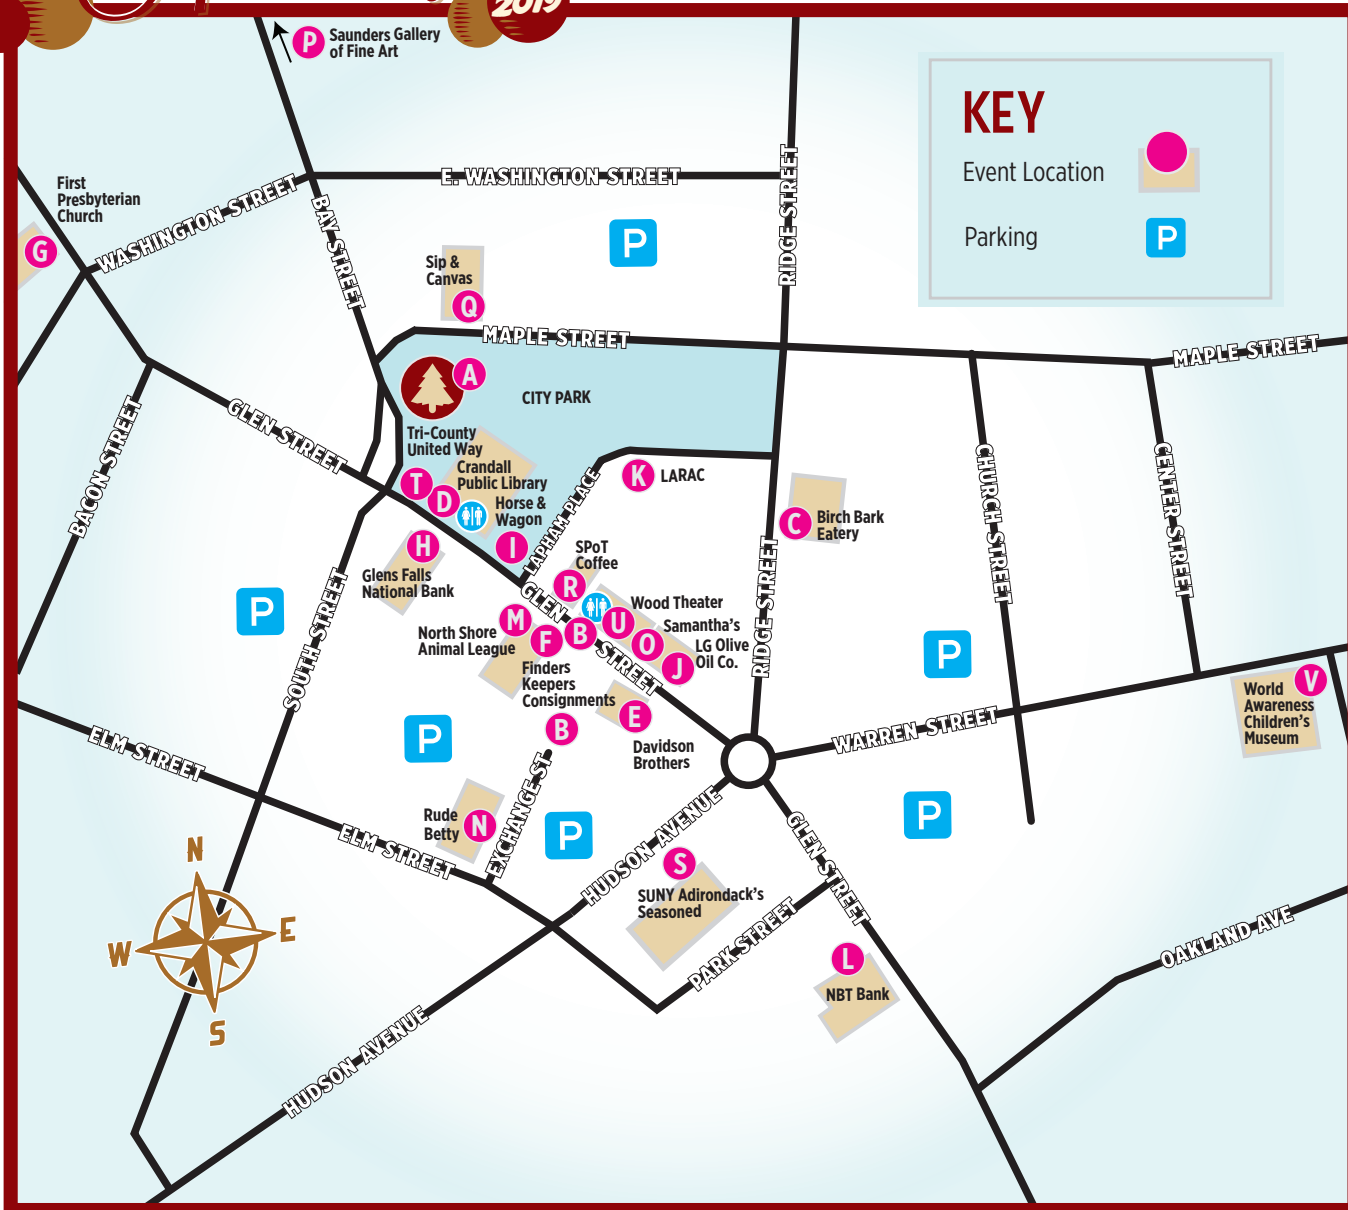 2019
P
Saunders Gallery
of Fine Art
KEY
Event Location
Parking
P
First
Presbyterian
Church
G
WASHINGTON STREET
E. WASHINGTON STREET
BAY STREET
RIDGE STREET
P
Sip &
Canvas
Q
MAPLE STREET
MAPLE STREET
A
CITY PARK
GLEN STREET
BACON STREET
Tri-County
United Way
Crandall
Public Library
T
D
Horse &
Wagon
I
LAPHAM PLACE
K
LARAC
C
Birch Bark
Eatery
CHURCH STREET
CENTER STREET
H
Glens Falls
National Bank
SPoT
Coffee
R
GLEN
STREET
Wood Theater
U
Samantha's
O
LG Olive
Oil Co.
J
M
North Shore
Animal League
F
B
Finders
Keepers
Consignments
P
SOUTH STREET
RIDGE STREET
P
B
E
Davidson
Brothers
World
Awareness
Children's
Museum
V
WARREN STREET
ELM STREET
P
EXCHANGE ST
Rude
Betty
N
ELM STREET
P
P
HUDSON AVENUE
GLEN STREET
S
SUNY Adirondack's
Seasoned
PARK STREET
L
NBT Bank
OAKLAND AVE
N
W
E
S
HUDSON AVENUE